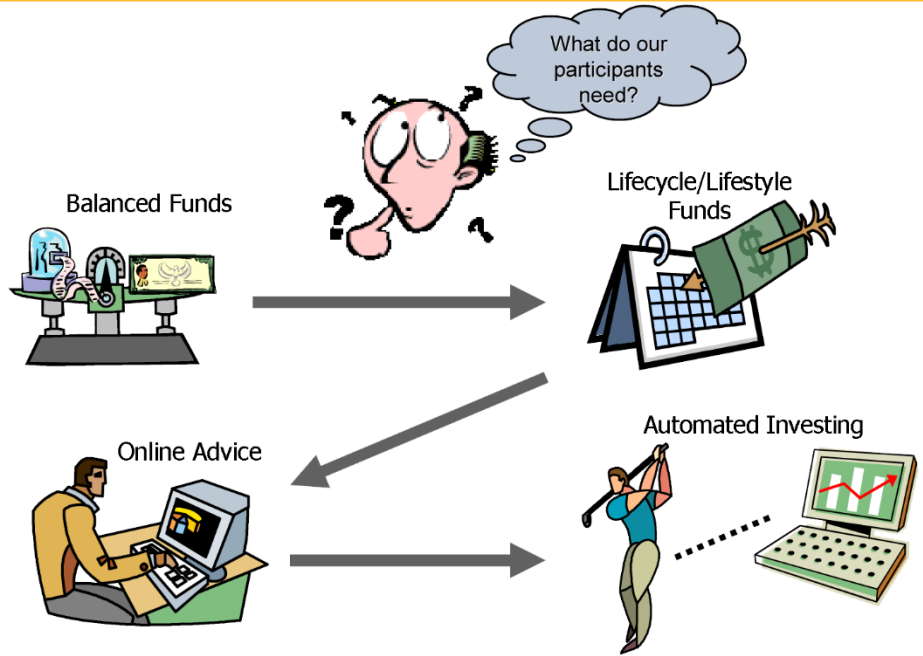 What do our
participants
need?
Balanced Funds
Lifecycle/Lifestyle
Funds
Online Advice
Automated Investing